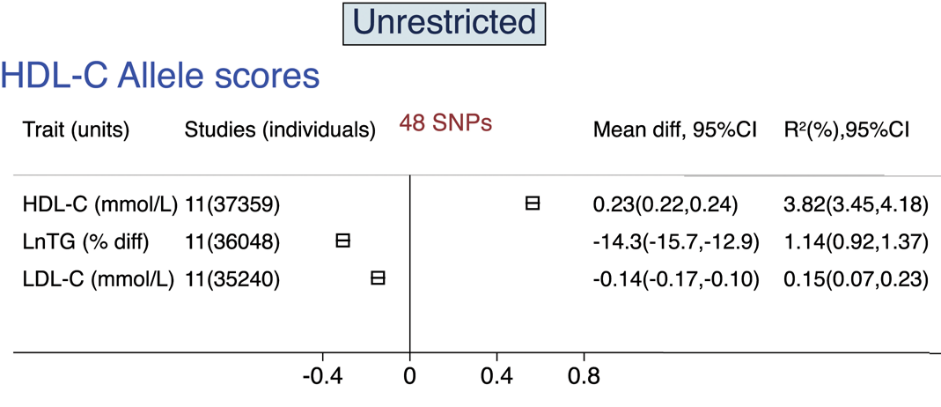 Unrestricted
HDL-C Allele scores
Trait (units) Studies (individuals) 48 SNPs Mean diff, 95%CI R²(%),95%CI
HDL-C (mmol/L) 11(37359) 0.23(0.22,0.24) 3.82(3.45,4.18)
LnTG (% diff) 11(36048) -14.3(-15.7,-12.9) 1.14(0.92,1.37)
LDL-C (mmol/L) 11(35240) -0.14(-0.17,-0.10) 0.15(0.07,0.23)
-0.4 0 0.4 0.8